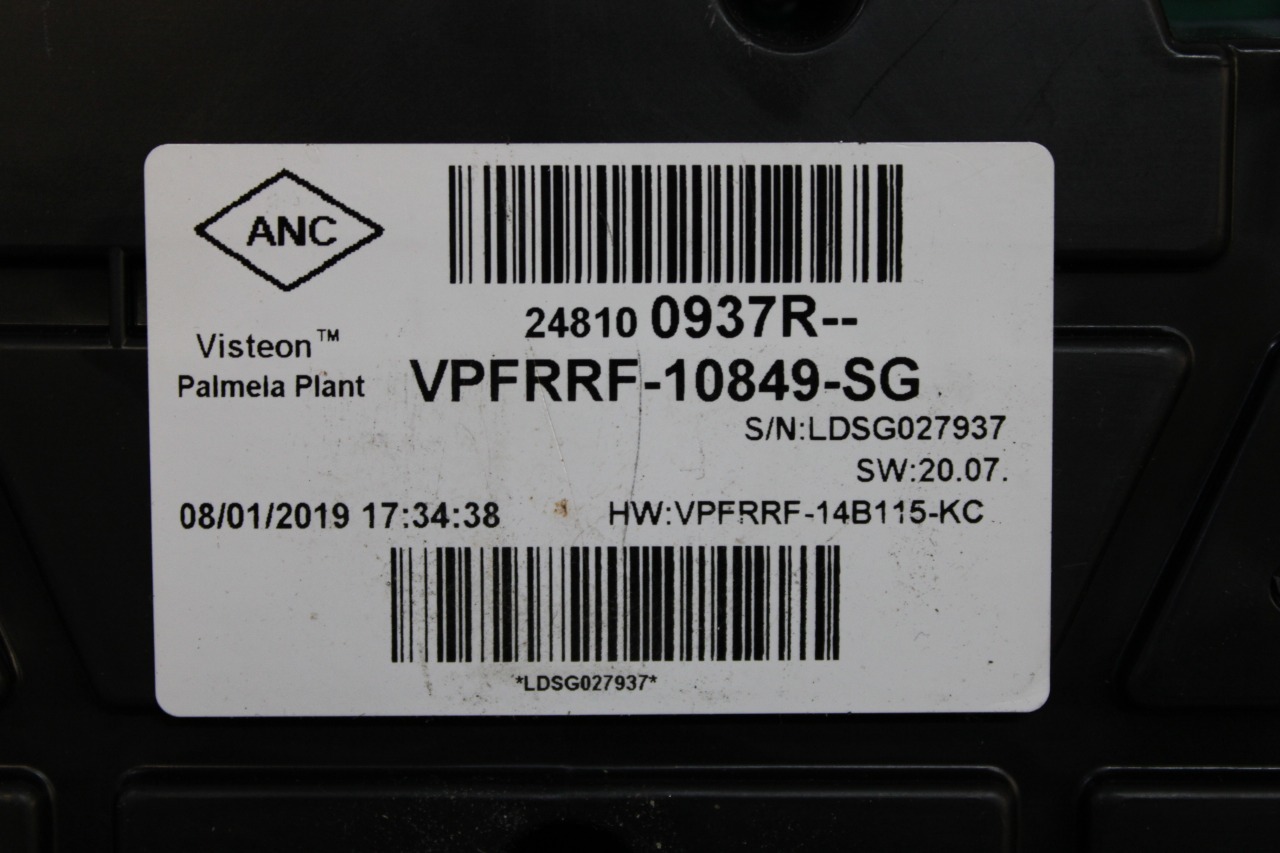 ANC
24810 0937R--
Visteon™
Palmela Plant
VPFRRF-10849-SG
S/N:LDSG027937
SW:20.07.
08/01/2019 17:34:38
HW:VPFRRF-14B115-KC
*LDSG027937*